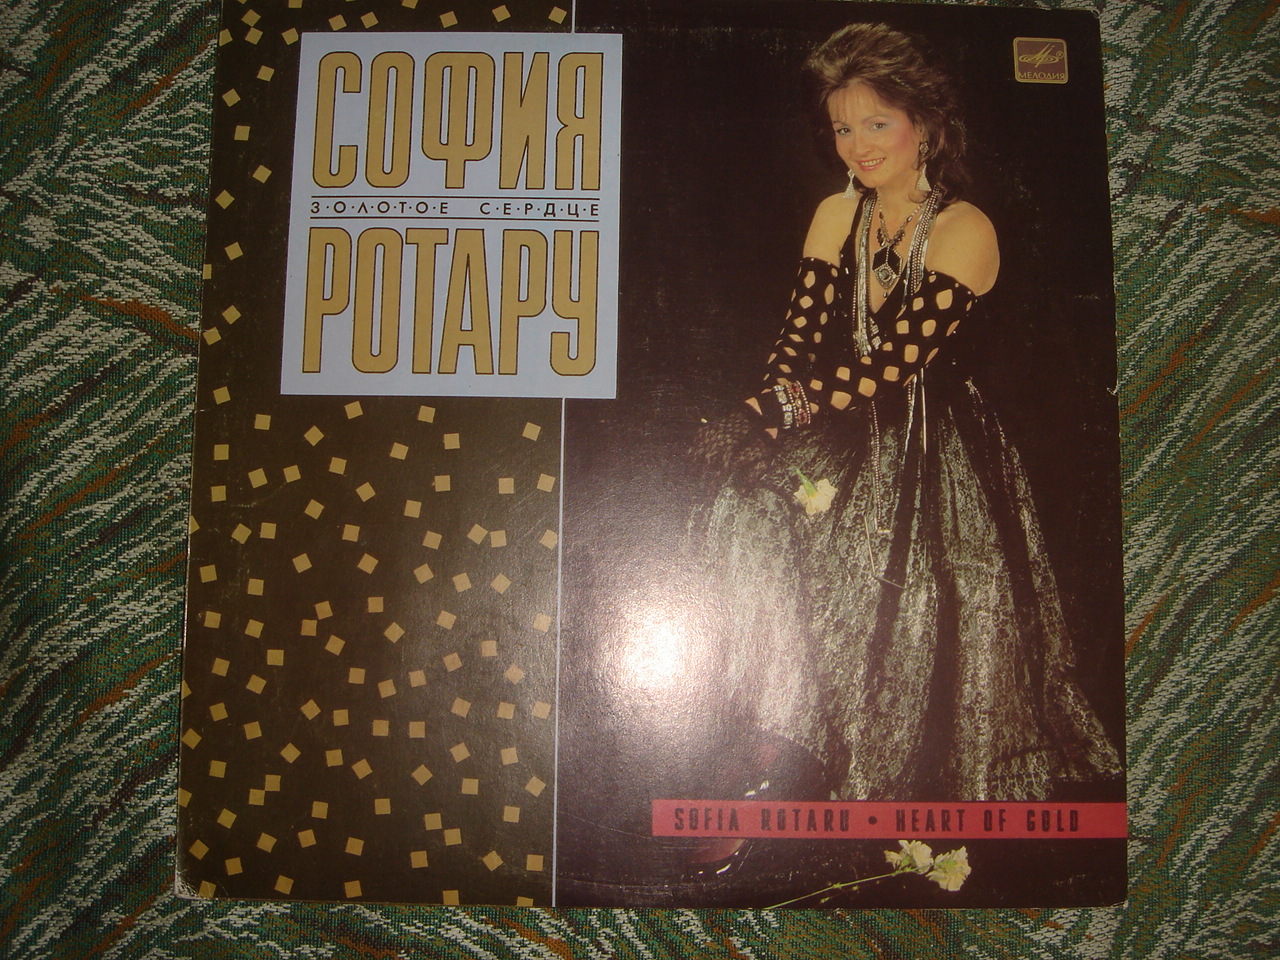 СОФИЯ
ЗОЛОТОЕ СЕРДЦЕ
РОТАРУ
МЕЛОДИЯ
SOFIA ROTARU • HEART OF GOLD